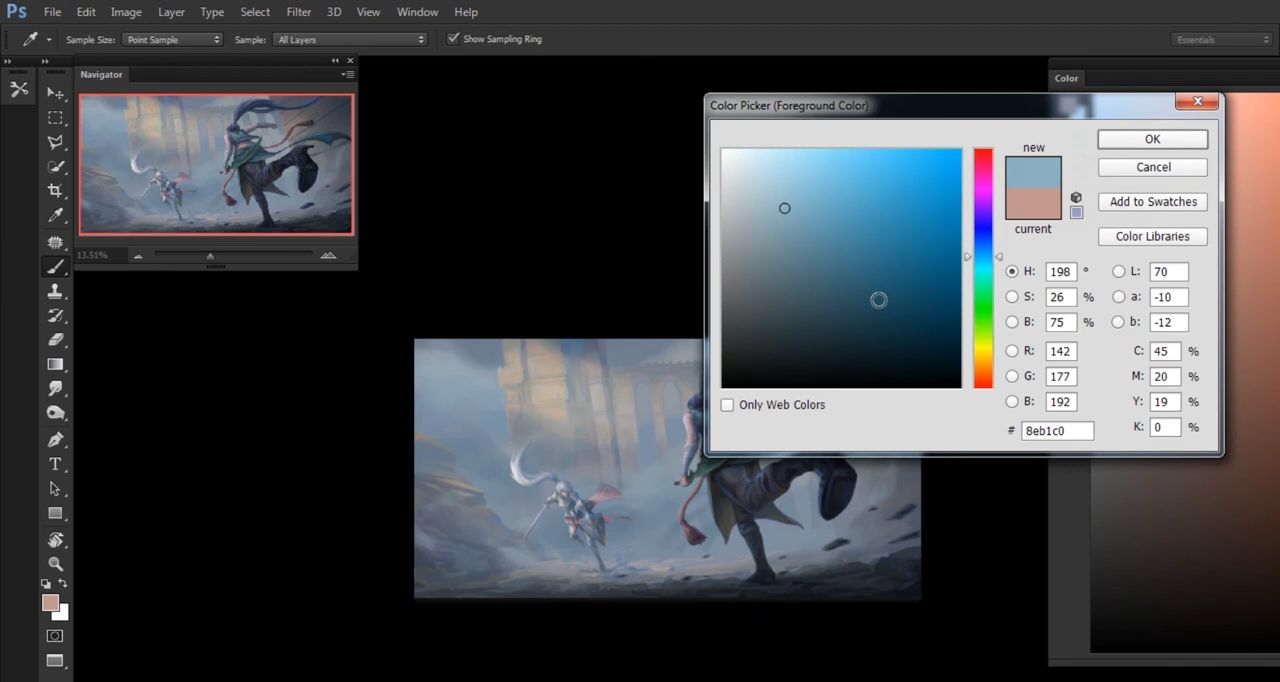 Ps File Edit Image Layer Type Select Filter 3D View Window Help
Sample Size: Point Sample Sample: All Layers Show Sampling Ring Essentials
Navigator
Color
13.51%
Color Picker (Foreground Color)
new
current
OK
Cancel
Add to Swatches
Color Libraries
H: 198 ° L: 70
S: 26 % a: -10
B: 75 % b: -12
R: 142 C: 45 %
G: 177 M: 20 %
B: 192 Y: 19 %
# 8eb1c0 K: 0 %
Only Web Colors
T